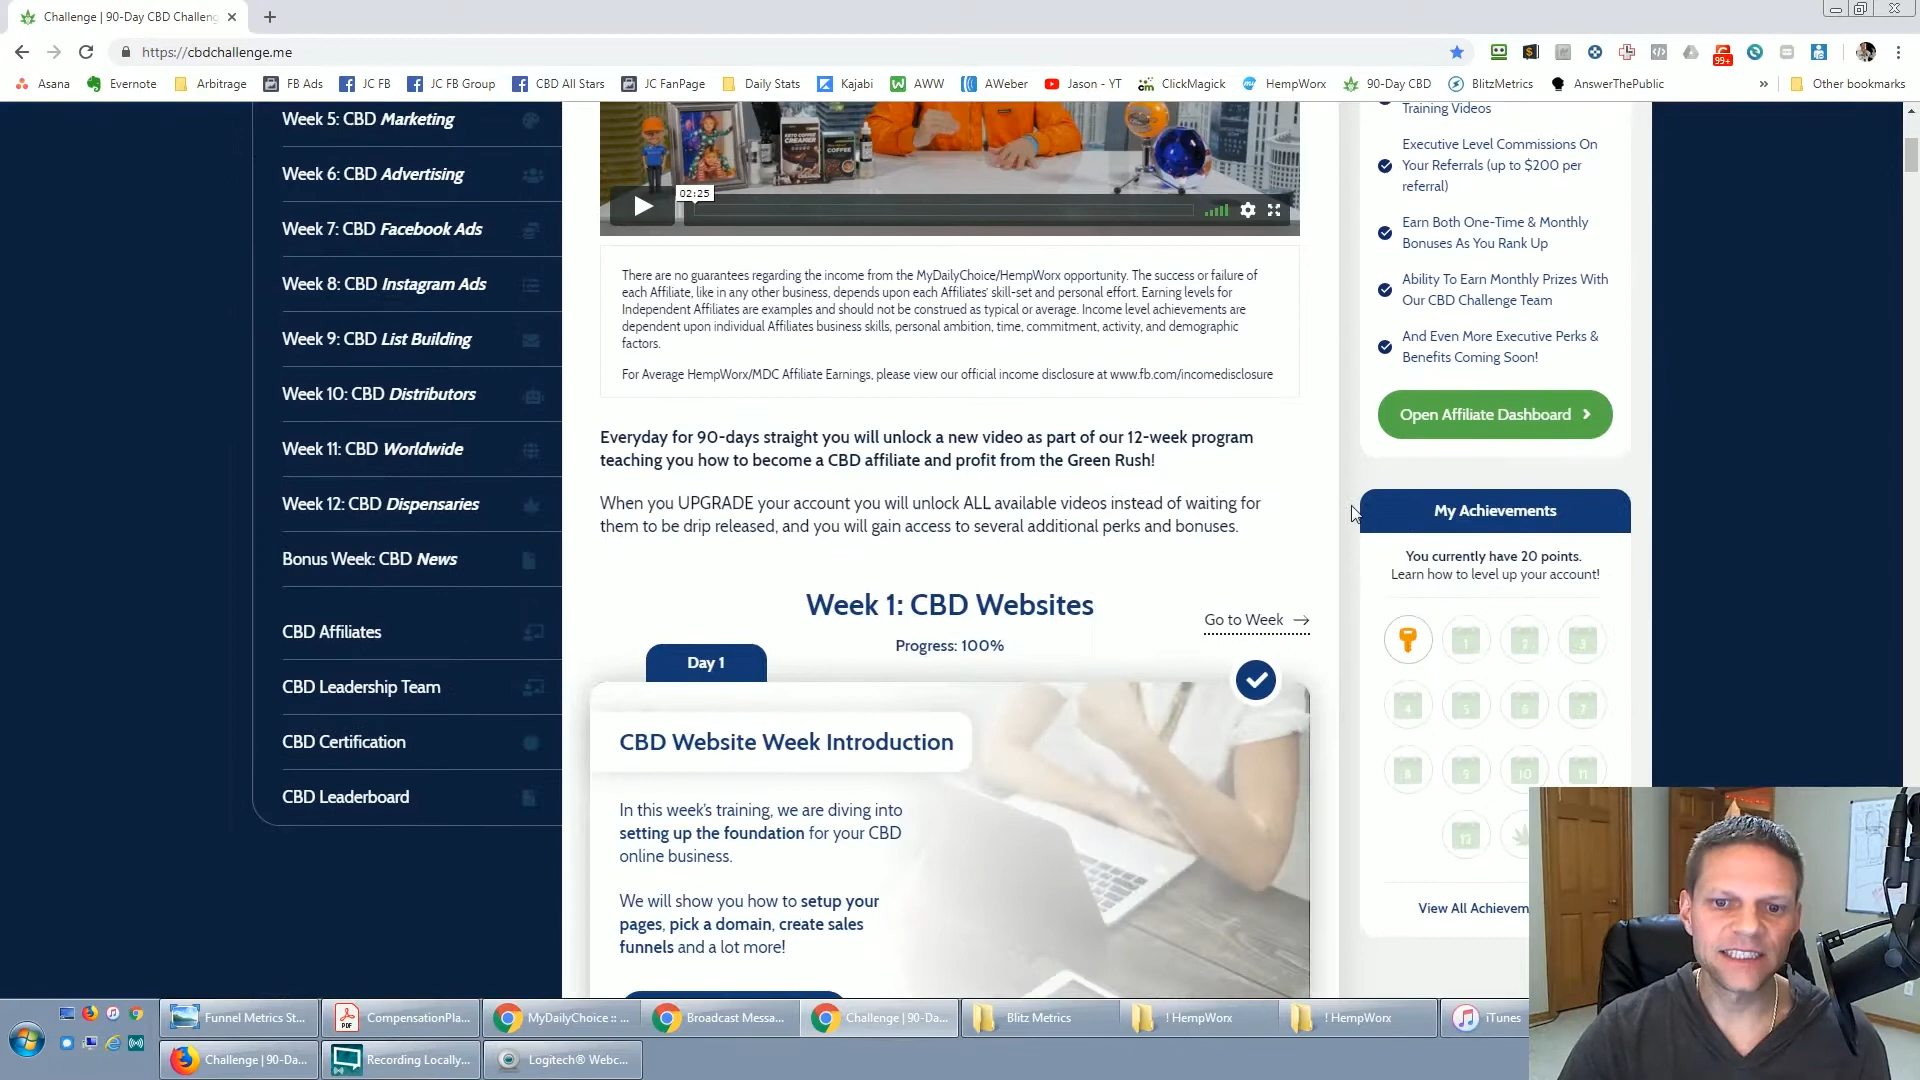 Challenge | 90-Day CBD Challeng
https://cbdchallenge.me
99+
Asana
Evernote
Arbitrage
FB Ads
JC FB
JC FB Group
CBD All Stars
JC FanPage
Daily Stats
Kajabi
AWW
AWeber
Jason - YT
ClickMagick
HempWorx
90-Day CBD
BlitzMetrics
AnswerThePublic
»
Other bookmarks
Week 5: CBD Marketing
Week 6: CBD Advertising
Week 7: CBD Facebook Ads
Week 8: CBD Instagram Ads
Week 9: CBD List Building
Week 10: CBD Distributors
Week 11: CBD Worldwide
Week 12: CBD Dispensaries
Bonus Week: CBD News
CBD Affiliates
CBD Leadership Team
CBD Certification
CBD Leaderboard
KETO COFFEE CREAMER
COFFEE
02:25
There are no guarantees regarding the income from the MyDailyChoice/HempWorx opportunity. The success or failure of
each Affiliate, like in any other business, depends upon each Affiliates' skill-set and personal effort. Earning levels for
Independent Affiliates are examples and should not be construed as typical or average. Income level achievements are
dependent upon individual Affiliates business skills, personal ambition, time, commitment, activity, and demographic
factors.
For Average HempWorx/MDC Affiliate Earnings, please view our official income disclosure at www.fb.com/incomedisclosure
Everyday for 90-days straight you will unlock a new video as part of our 12-week program
teaching you how to become a CBD affiliate and profit from the Green Rush!
When you UPGRADE your account you will unlock ALL available videos instead of waiting for
them to be drip released, and you will gain access to several additional perks and bonuses.
Week 1: CBD Websites
Go to Week →
Progress: 100%
Day 1
CBD Website Week Introduction
In this week's training, we are diving into
setting up the foundation for your CBD
online business.
We will show you how to setup your
pages, pick a domain, create sales
funnels and a lot more!
Training Videos
Executive Level Commissions On
Your Referrals (up to $200 per
referral)
Earn Both One-Time & Monthly
Bonuses As You Rank Up
Ability To Earn Monthly Prizes With
Our CBD Challenge Team
And Even More Executive Perks &
Benefits Coming Soon!
Open Affiliate Dashboard
My Achievements
You currently have 20 points.
Learn how to level up your account!
1
2
3
4
5
6
7
8
9
10
11
12
View All Achievem
Funnel Metrics St...
CompensationPla...
MyDailyChoice :: ...
Broadcast Messa...
Challenge | 90-Da...
Blitz Metrics
! HempWorx
! HempWorx
iTunes
Challenge | 90-Da...
Recording Locally...
Logitech® Webc...